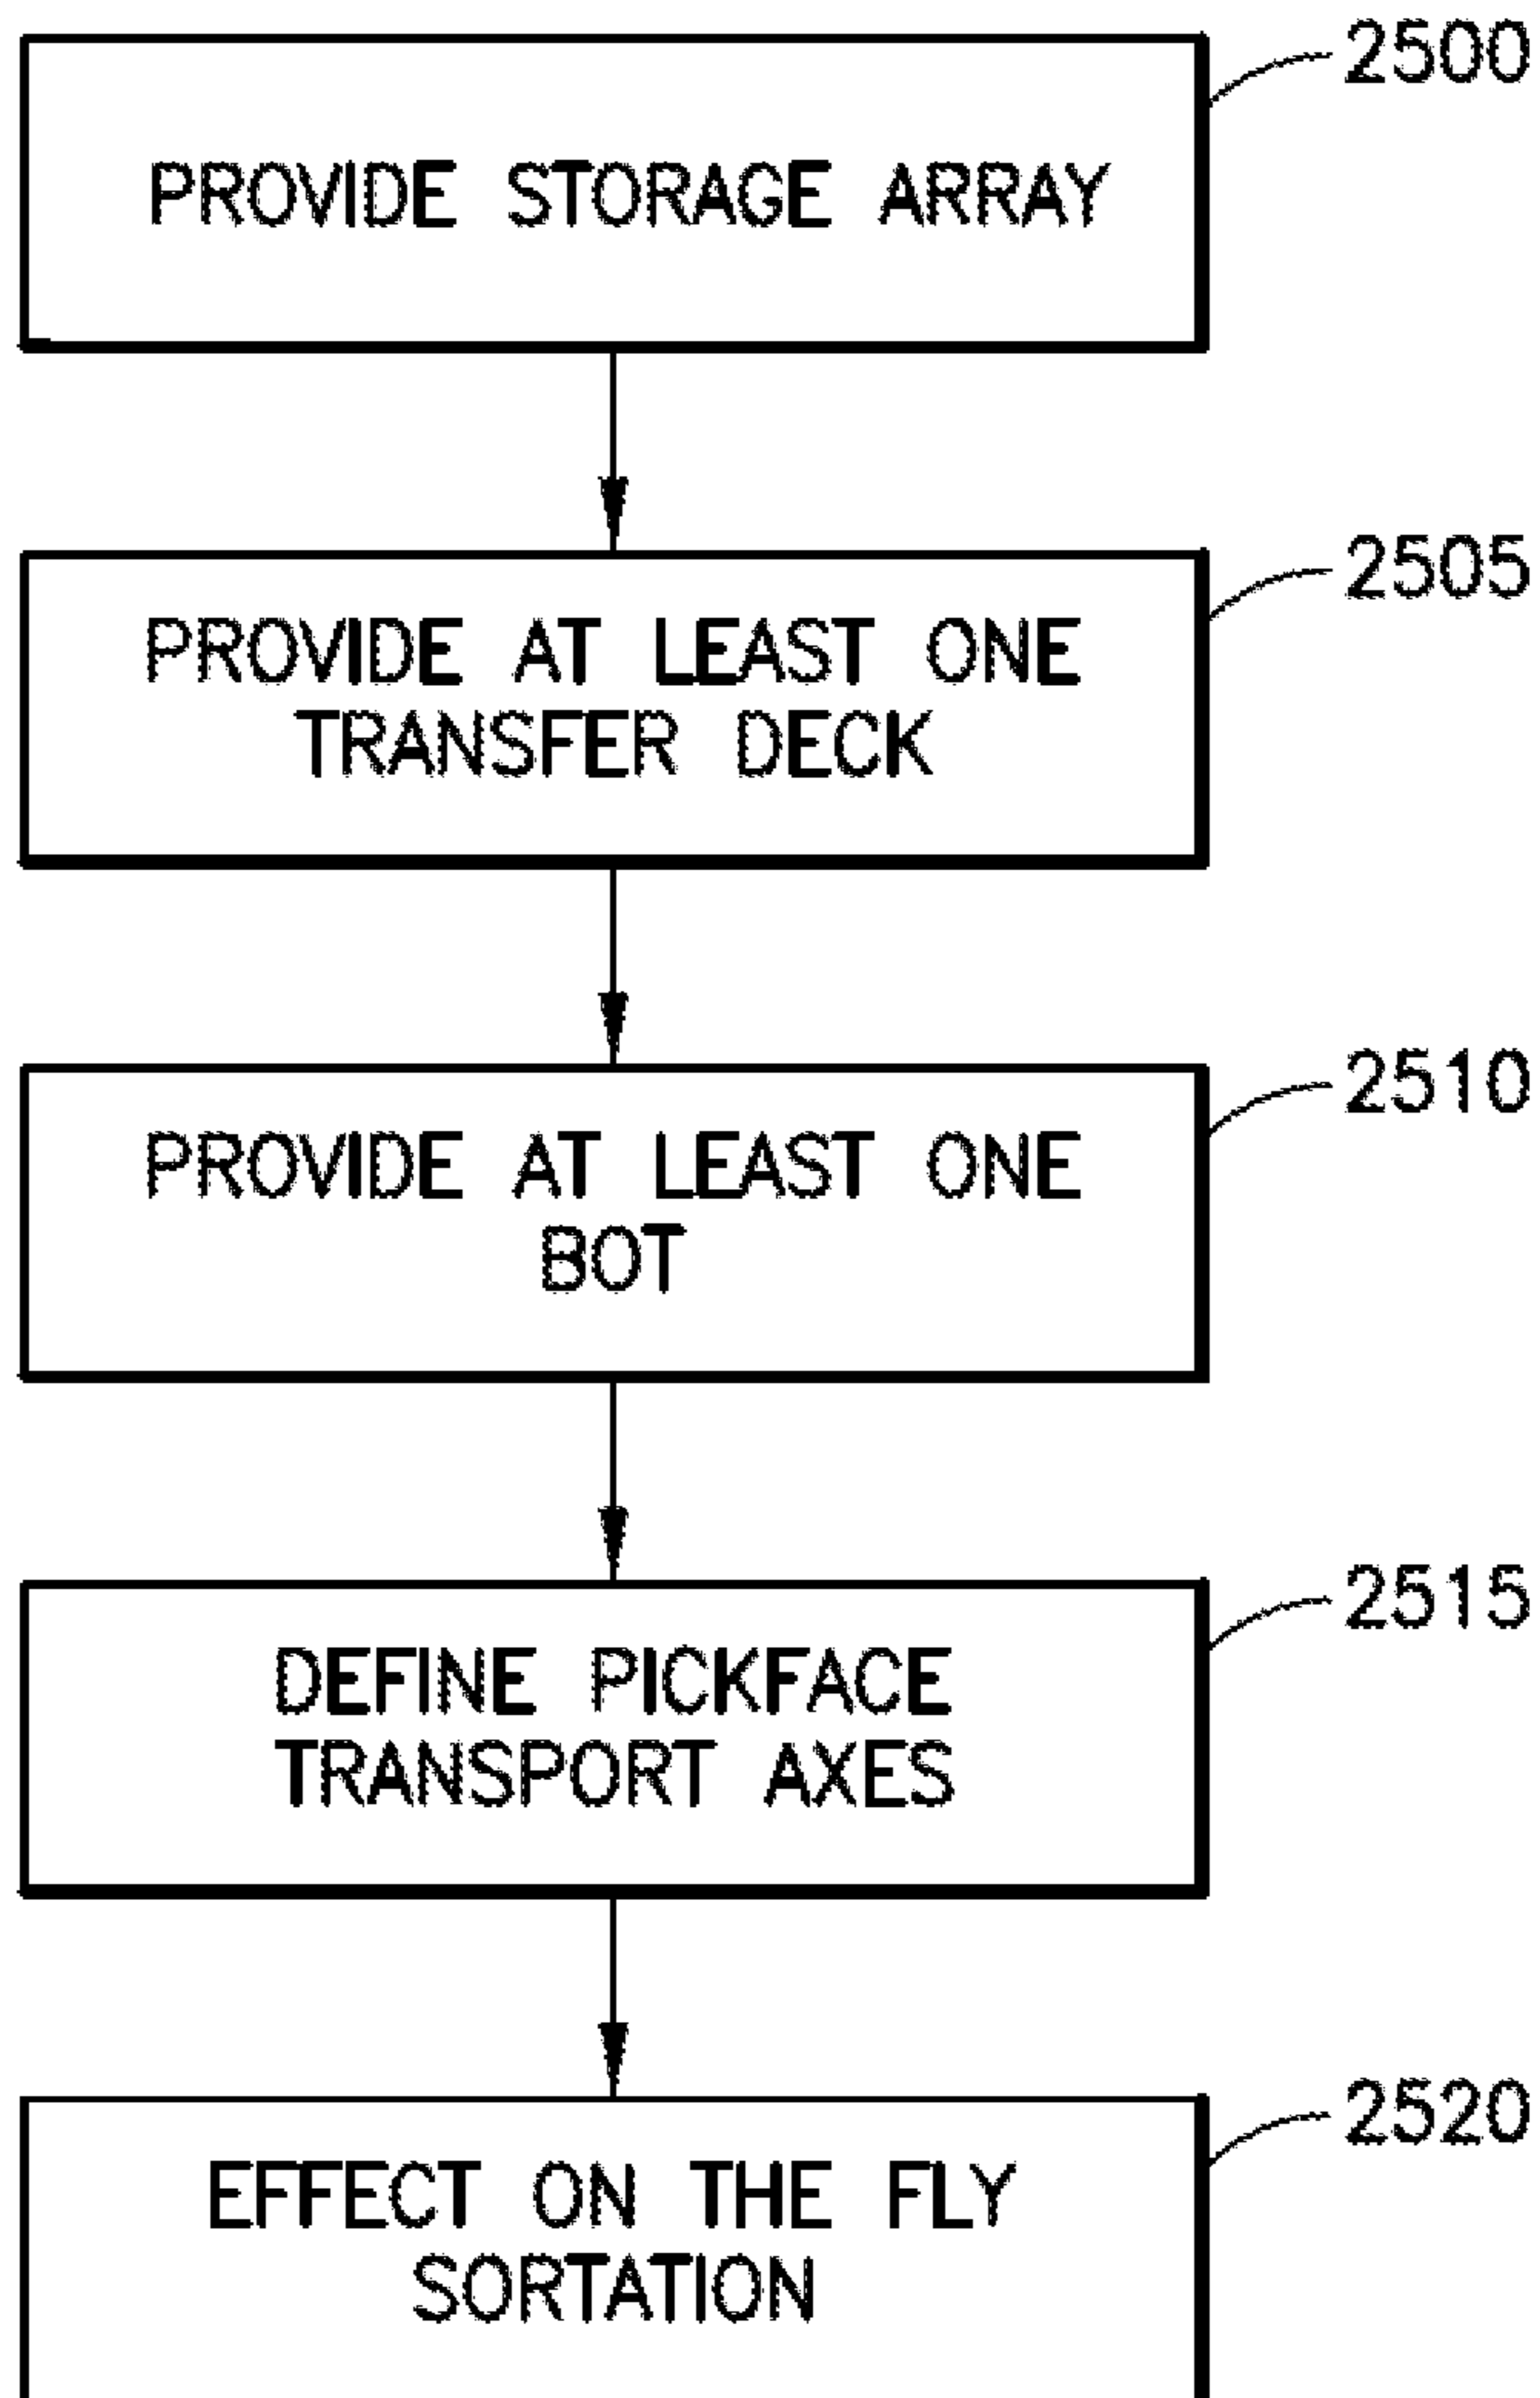 2500
PROVIDE STORAGE ARRAY
2505
PROVIDE AT LEAST ONE
TRANSFER DECK
2510
PROVIDE AT LEAST ONE
BOT
2515
DEFINE PICKFACE
TRANSPORT AXES
2520
EFFECT ON THE FLY
SORTATION